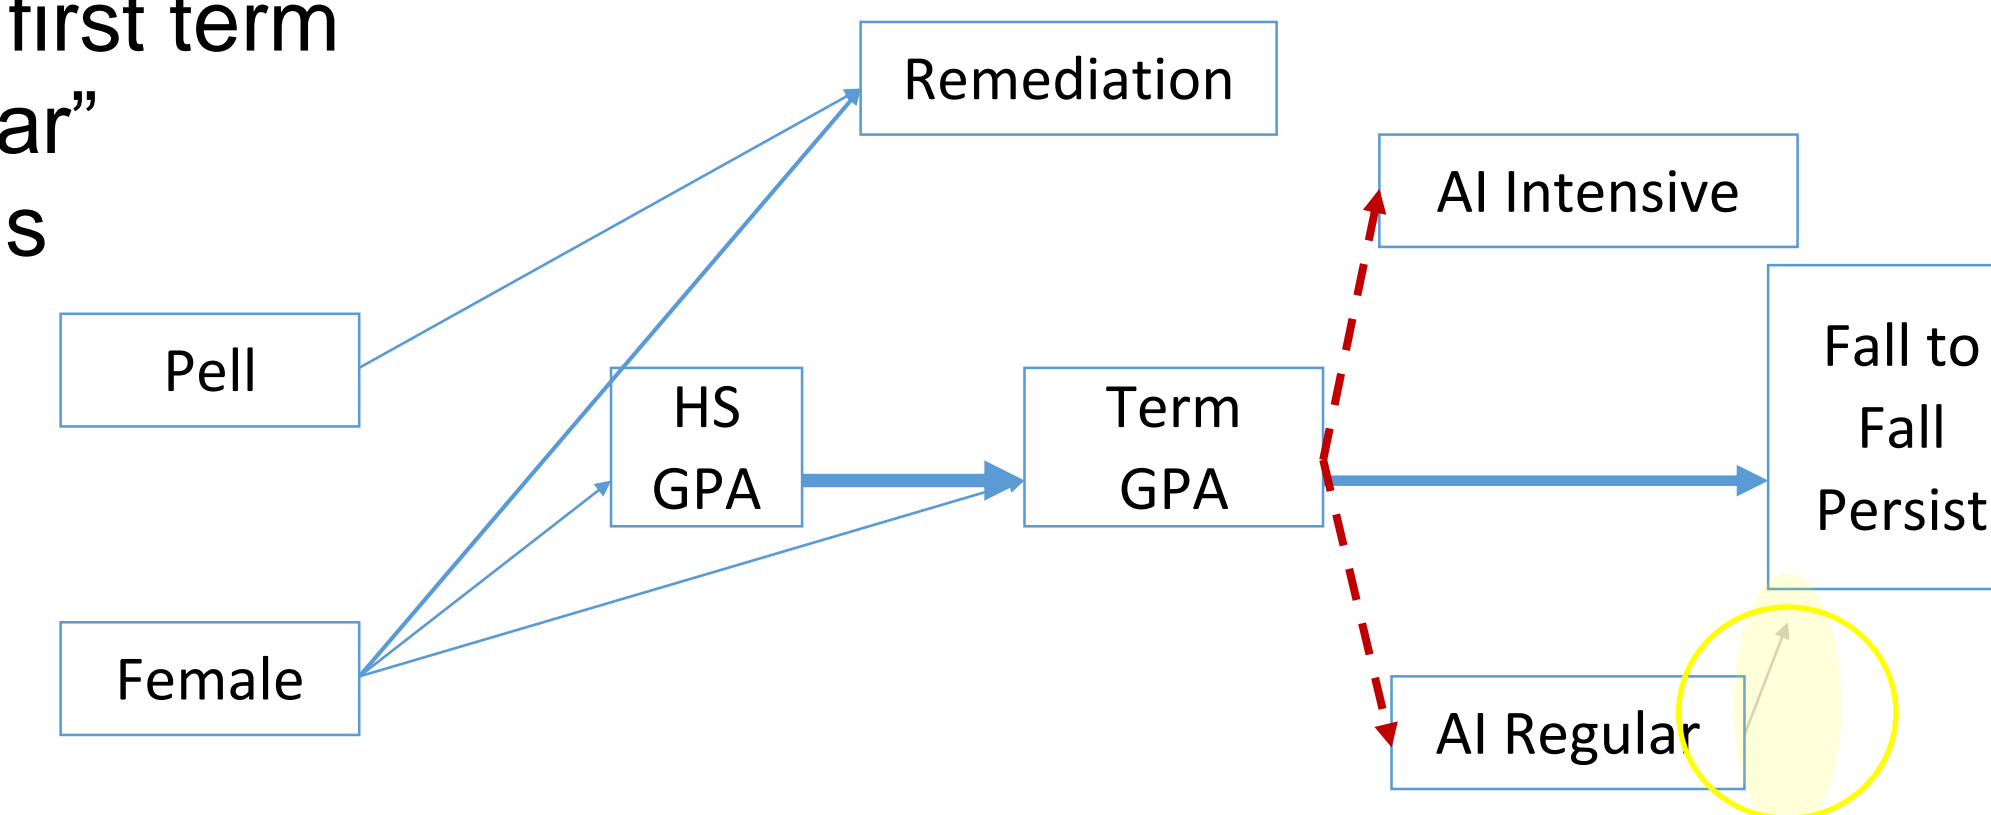 first term
ar”
s
Remediation
AI Intensive
Pell
HS
GPA
Term
GPA
Fall to
Fall
Persist
Female
AI Regular